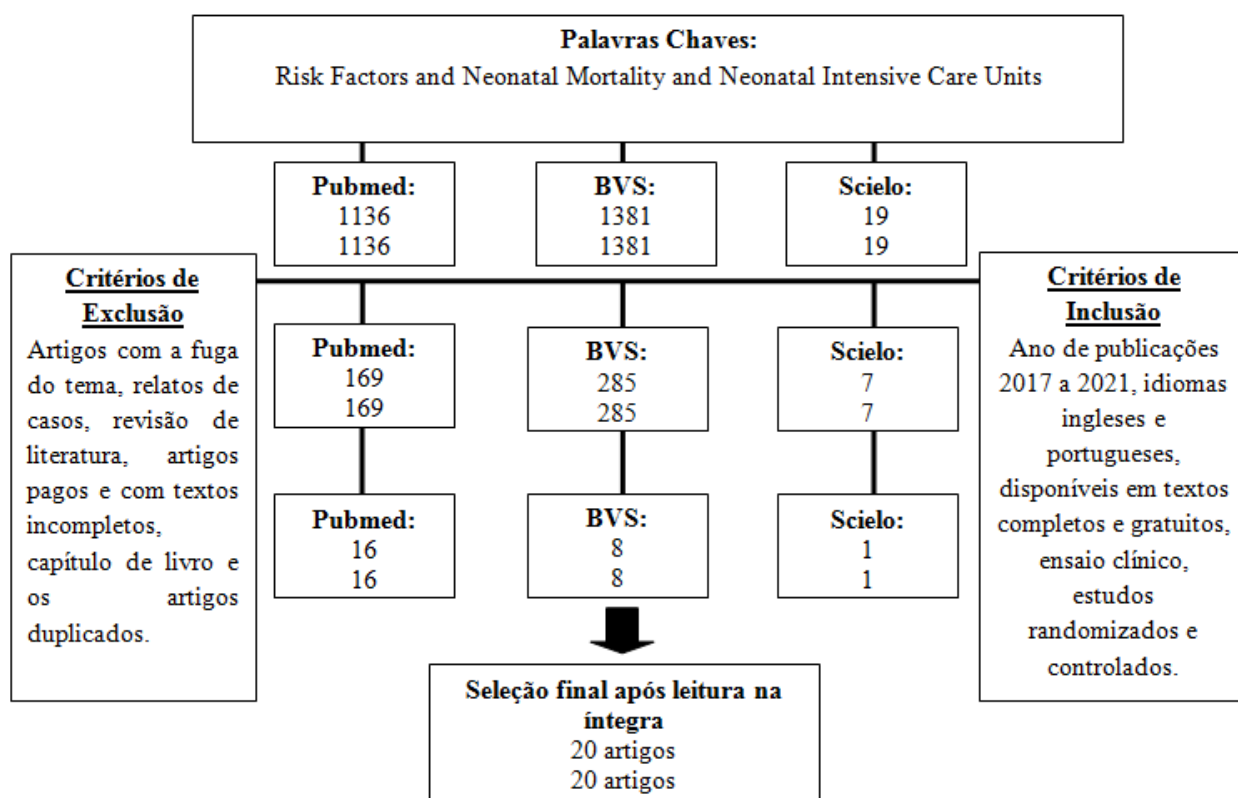 Palavras Chaves:
Risk Factors and Neonatal Mortality and Neonatal Intensive Care Units
Pubmed:
1136
1136
BVS:
1381
1381
Scielo:
19
19
Critérios de
Exclusão
Artigos com a fuga
do tema, relatos de
casos, revisão de
literatura, artigos
pagos e com textos
incompletos,
capítulo de livro e
os artigos
duplicados.
Pubmed:
169
169
BVS:
285
285
Scielo:
7
7
Critérios de
Inclusão
Ano de publicações
2017 a 2021, idiomas
ingleses e
portugueses,
disponíveis em textos
completos e gratuitos,
ensaio clínico,
estudos
randomizados e
controlados.
Pubmed:
16
16
BVS:
8
8
Scielo:
1
1
Seleção final após leitura na
íntegra
20 artigos
20 artigos